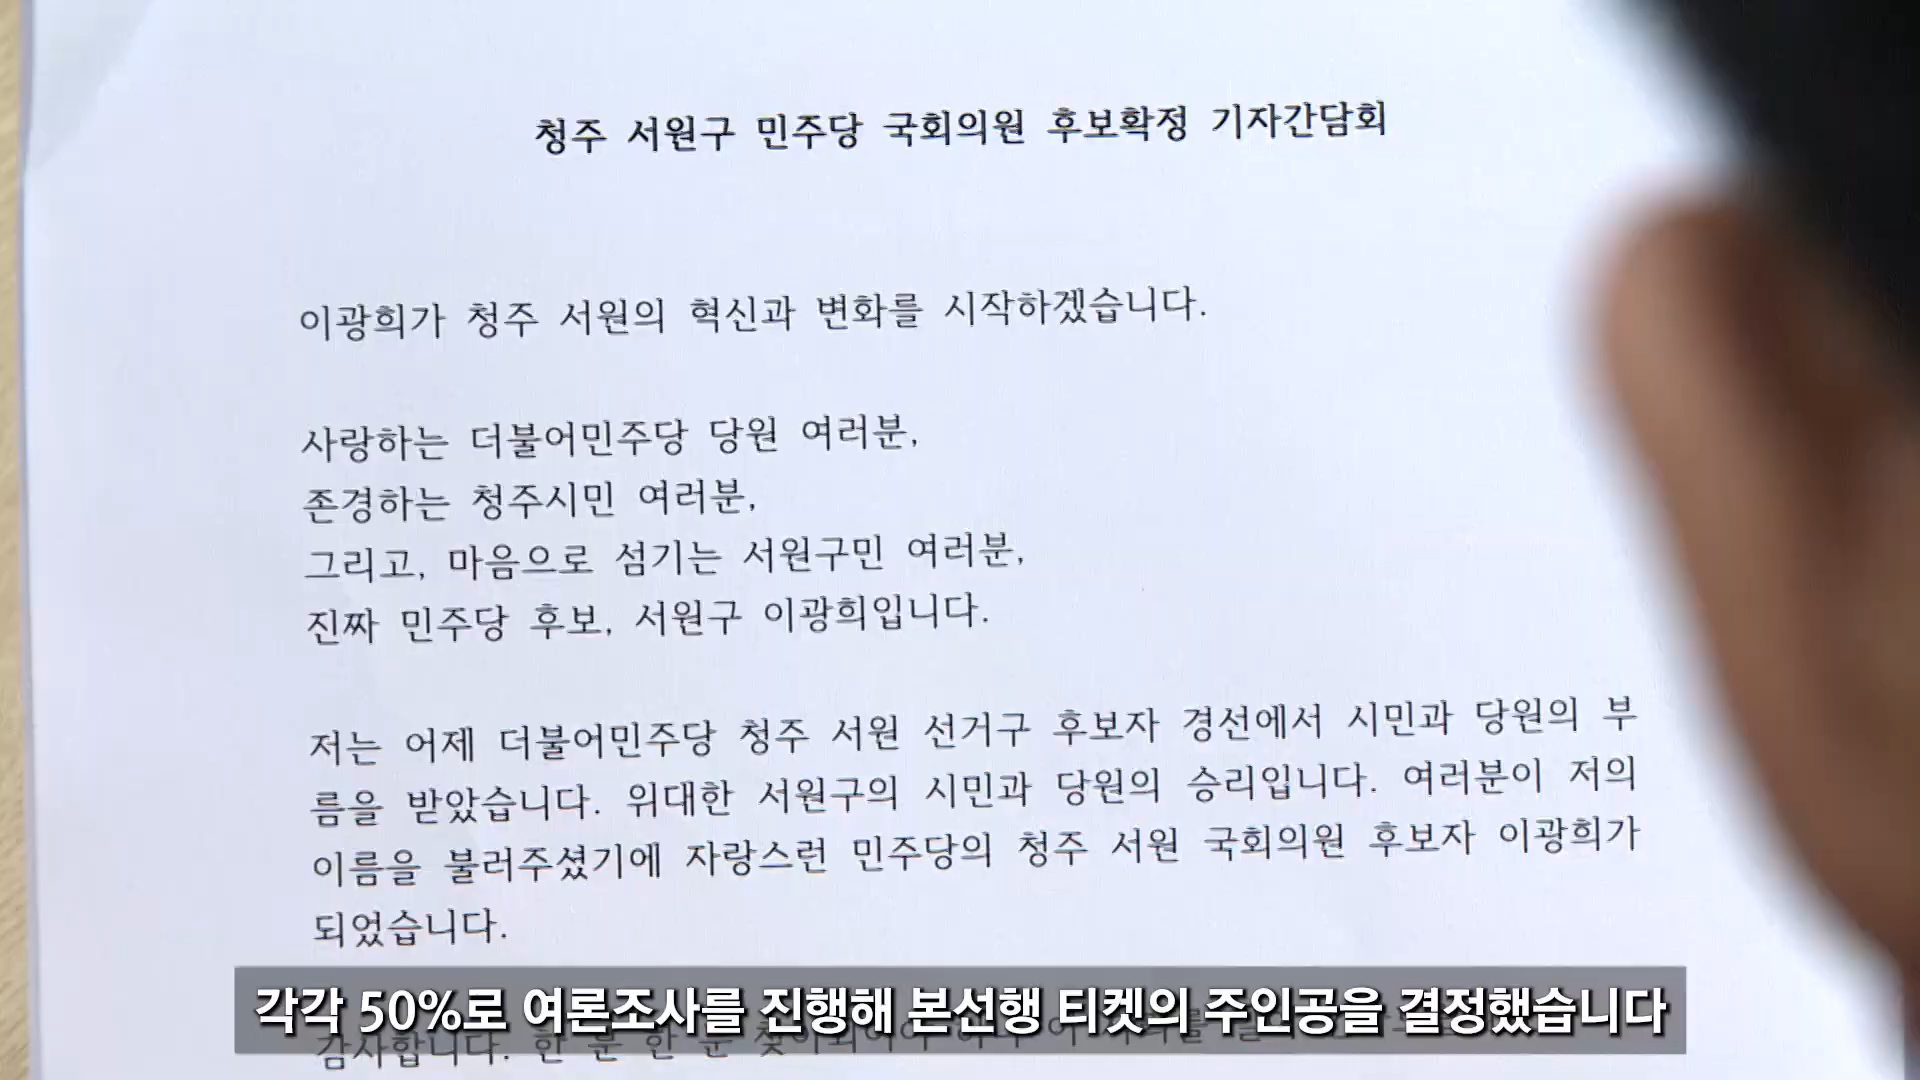 청주 서원구 민주당 국회의원 후보확정 기자간담회
이광희가 청주 서원의 혁신과 변화를 시작하겠습니다.
사랑하는 더불어민주당 당원 여러분,
존경하는 청주시민 여러분,
그리고, 마음으로 섬기는 서원구민 여러분,
진짜 민주당 후보, 서원구 이광희입니다.
저는 어제 더불어민주당 청주 서원 선거구 후보자 경선에서 시민과 당원의 부
름을 받았습니다. 위대한 서원구의 시민과 당원의 승리입니다. 여러분이 저의
이름을 불러주셨기에 자랑스런 민주당의 청주 서원 국회의원 후보자 이광희가
되었습니다.
각각 50%로 여론조사를 진행해 본선행 티켓의 주인공을 결정했습니다
감사합니다. 한 분 한 분